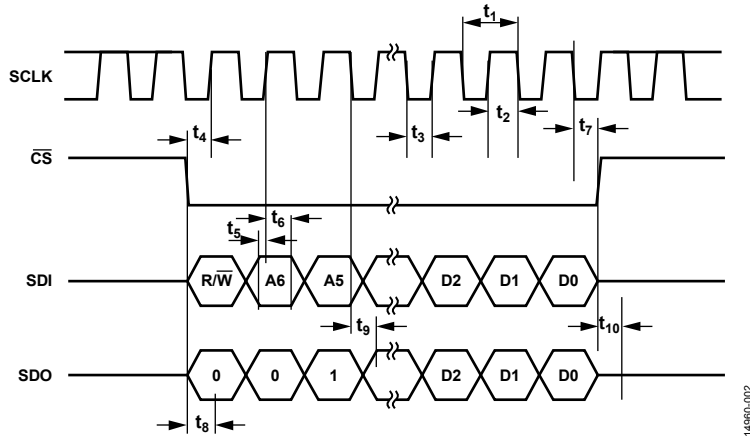 t1
SCLK
t4
t3
t2
t7
CS
t6
t5
SDI
R/W
A6
A5
D2
D1
D0
t9
t10
SDO
0
0
1
D2
D1
D0
t8
14960-002